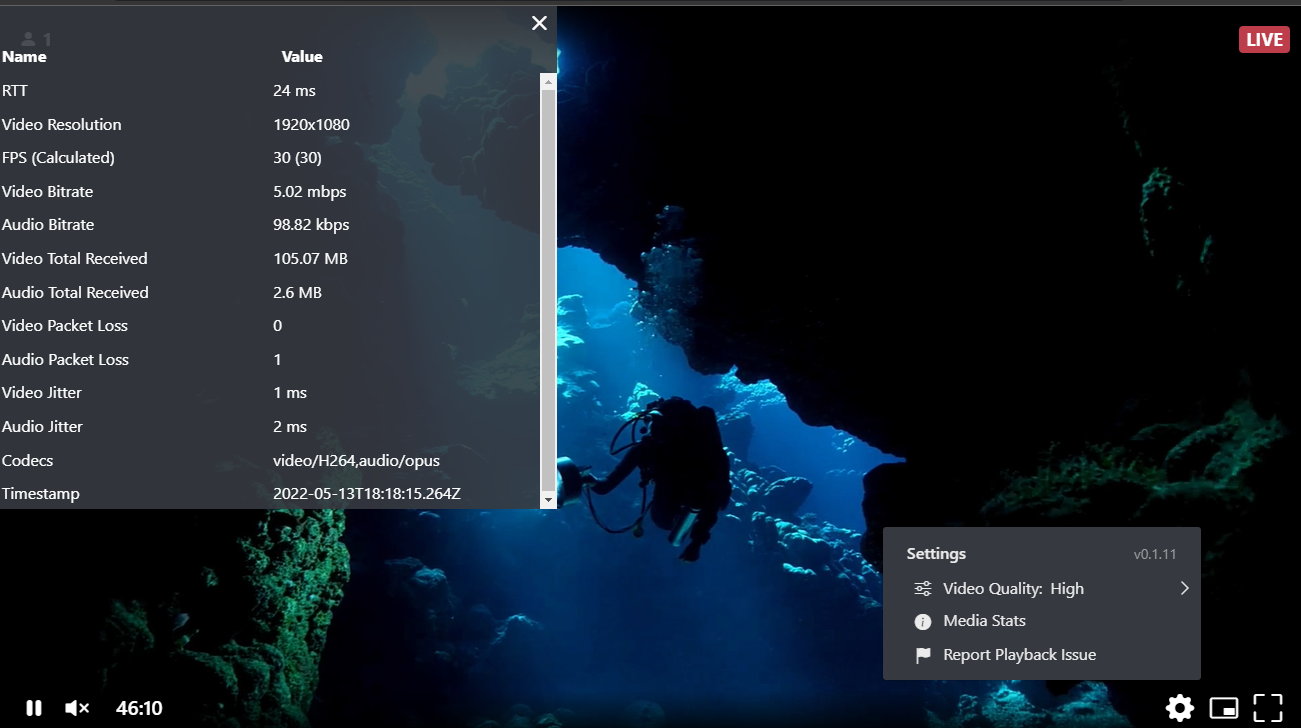 1
LIVE
Name Value
RTT 24 ms
Video Resolution 1920x1080
FPS (Calculated) 30 (30)
Video Bitrate 5.02 mbps
Audio Bitrate 98.82 kbps
Video Total Received 105.07 MB
Audio Total Received 2.6 MB
Video Packet Loss 0
Audio Packet Loss 1
Video Jitter 1 ms
Audio Jitter 2 ms
Codecs video/H264,audio/opus
Timestamp 2022-05-13T18:18:15.264Z
Settings v0.1.11
Video Quality: High
Media Stats
Report Playback Issue
46:10